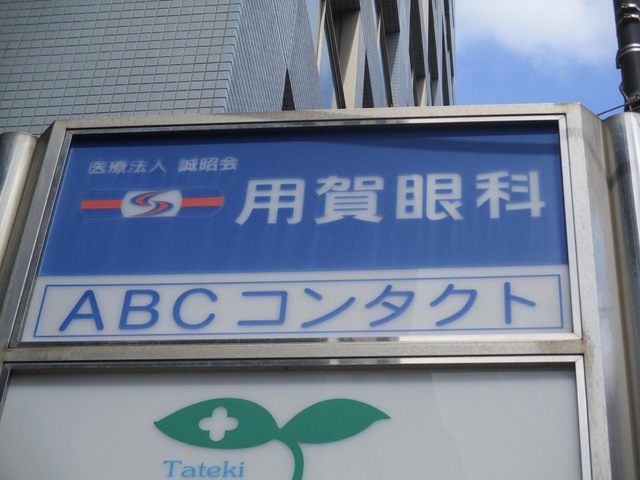 医療法人 誠昭会
用賀眼科
ABCコンタクト
Tateki